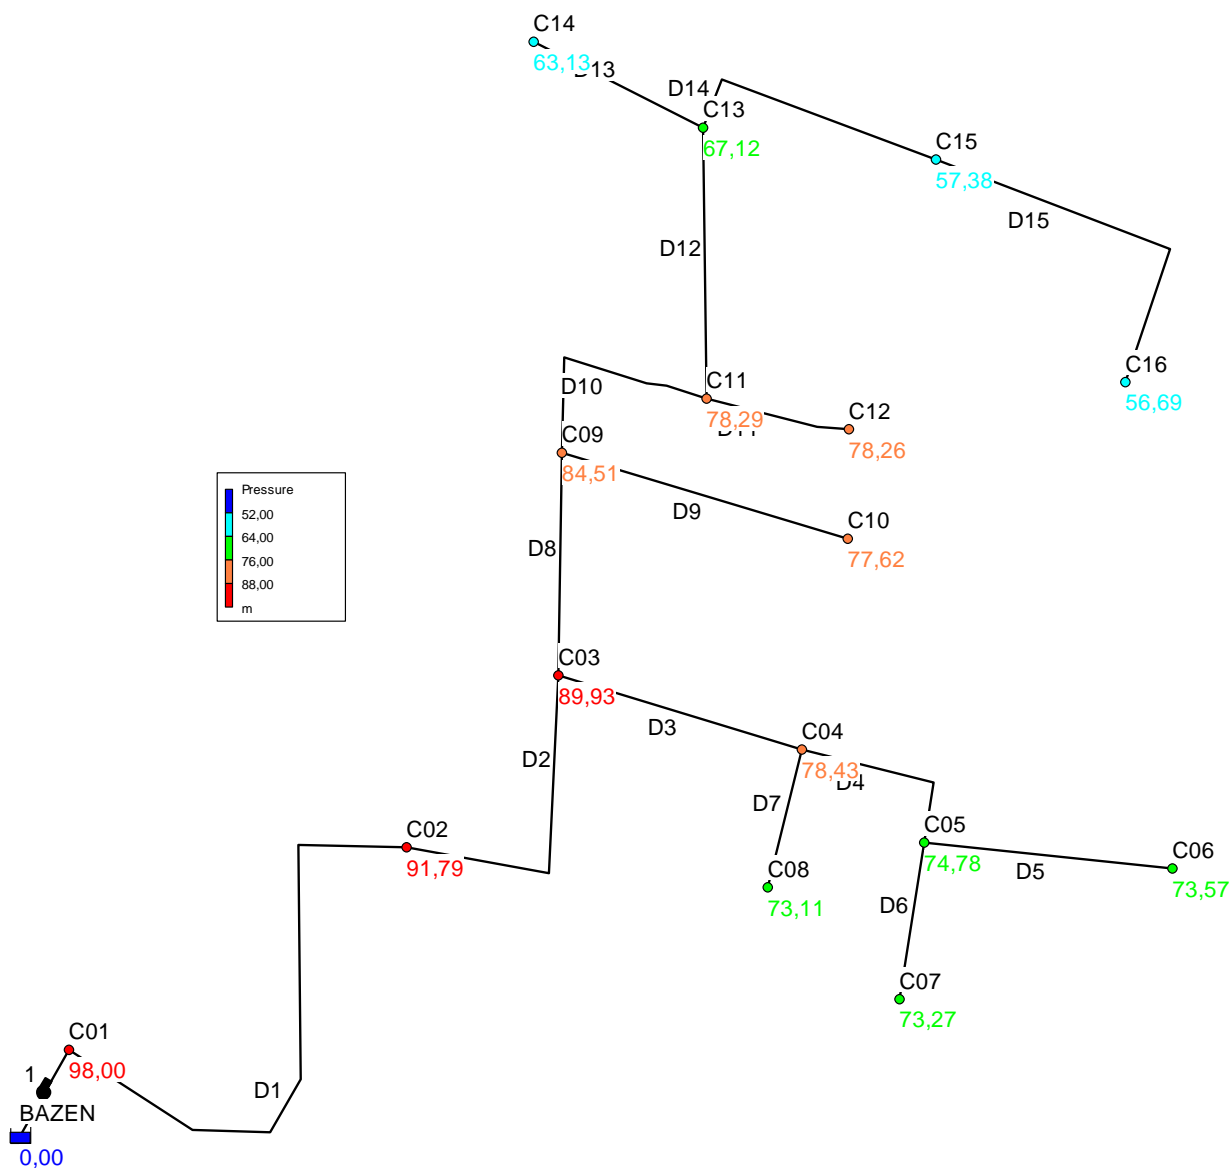 C14
63,13
D13
D14
C13
67,12
C15
57,38
D15
D12
C16
56,69
D10
C11
78,29
C12
78,26
C09
84,51
D9
C10
77,62
Pressure
52,00
64,00
76,00
88,00
m
D8
C03
89,93
D3
C04
78,43
D4
D2
D7
C02
91,79
C05
74,78
D5
C06
73,57
C08
73,11
D6
C07
73,27
C01
98,00
1
D1
BAZEN
0,00